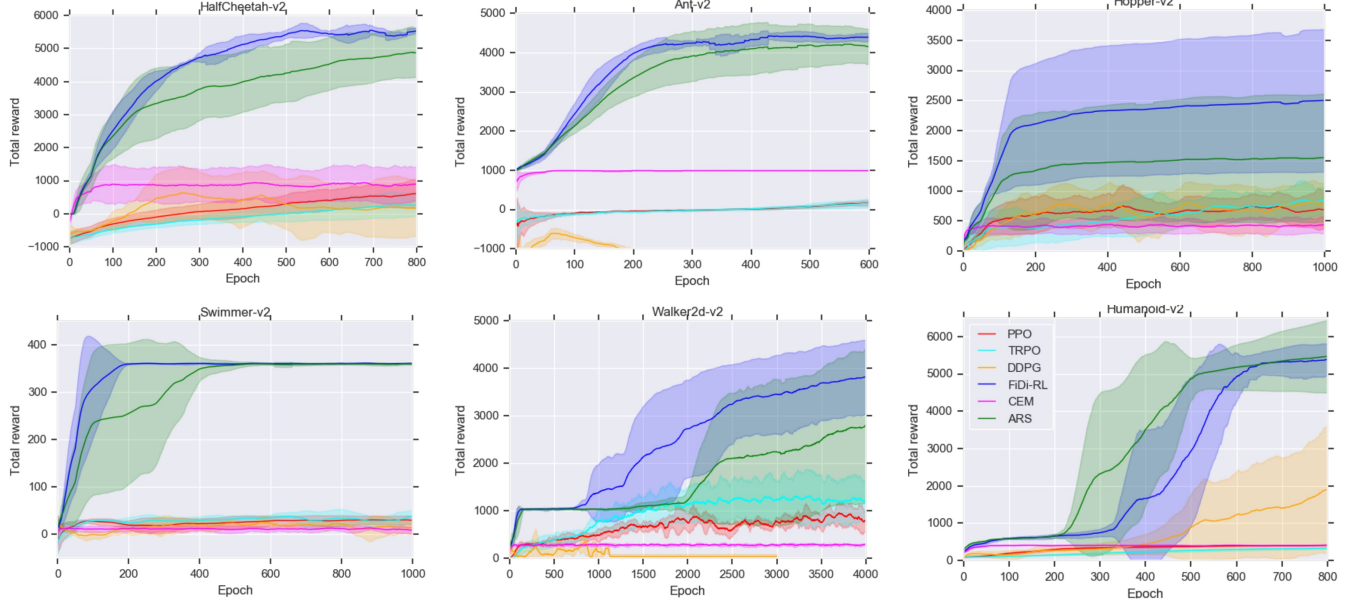 HalfCheetah-v2
6000
5000
4000
3000
2000
1000
0
−1000
Total reward
0 100 200 300 400 500 600 700 800
Epoch
Ant-v2
5000
4000
3000
2000
1000
0
−1000
Total reward
0 100 200 300 400 500 600
Epoch
Hopper-v2
4000
3500
3000
2500
2000
1500
1000
500
0
Total reward
0 200 400 600 800 1000
Epoch
Swimmer-v2
400
300
200
100
0
Total reward
0 200 400 600 800 1000
Epoch
Walker2d-v2
5000
4000
3000
2000
1000
0
Total reward
0 500 1000 1500 2000 2500 3000 3500 4000
Epoch
Humanoid-v2
6000
5000
4000
3000
2000
1000
0
Total reward
PPO
TRPO
DDPG
FiDi-RL
CEM
ARS
0 100 200 300 400 500 600 700 800
Epoch